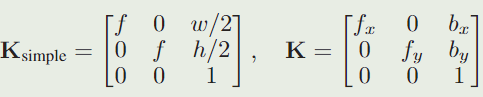 K_simple = [f 0 w/2; 0 f h/2; 0 0 1], K = [f_x 0 b_x; 0 f_y b_y; 0 0 1]